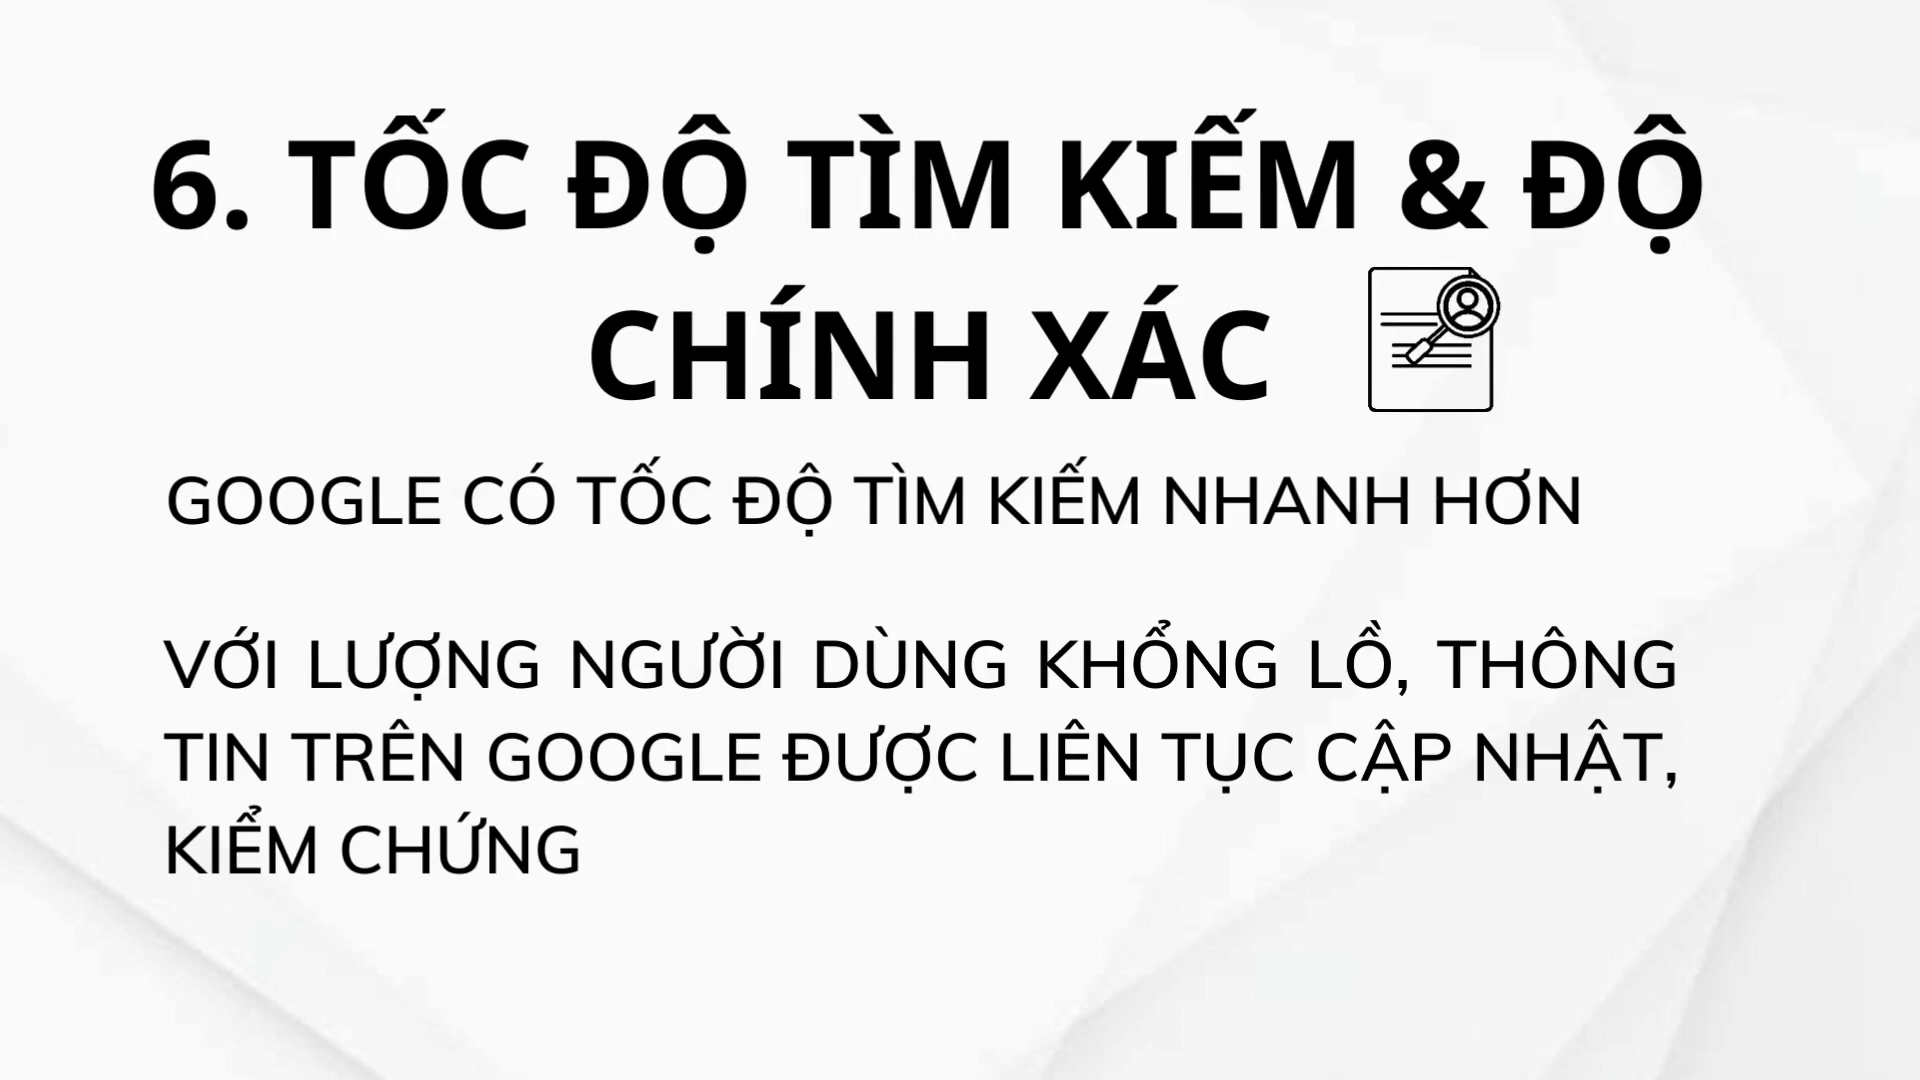 6. TỐC ĐỘ TÌM KIẾM & ĐỘ
CHÍNH XÁC
GOOGLE CÓ TỐC ĐỘ TÌM KIẾM NHANH HƠN
VỚI LƯỢNG NGƯỜI DÙNG KHỔNG LỒ, THÔNG
TIN TRÊN GOOGLE ĐƯỢC LIÊN TỤC CẬP NHẬT,
KIỂM CHỨNG